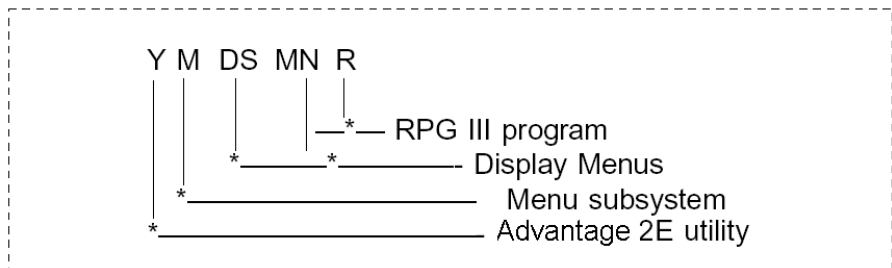 Y M DS MN R
* RPG III program
* * Display Menus
* Menu subsystem
* Advantage 2E utility